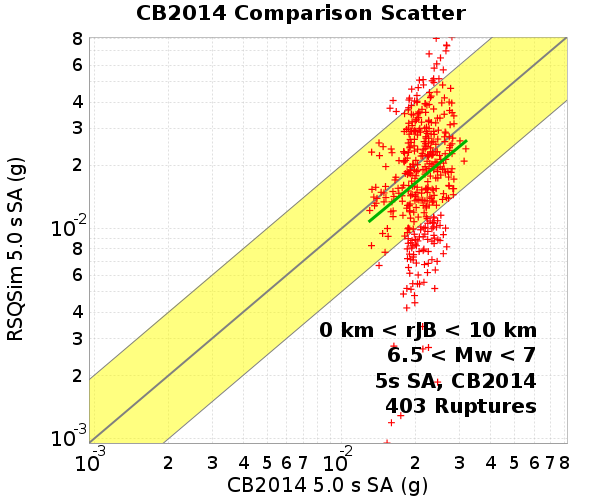 CB2014 Comparison Scatter
RSQSim 5.0 s SA (g)
8
6
4
3
2
10-2
8
6
4
3
2
10-3
0 km < rJB < 10 km
6.5 < Mw < 7
5s SA, CB2014
403 Ruptures
10-3 2 3 4 5 6 7 10-2 2 3 4 5 6 7 8
CB2014 5.0 s SA (g)